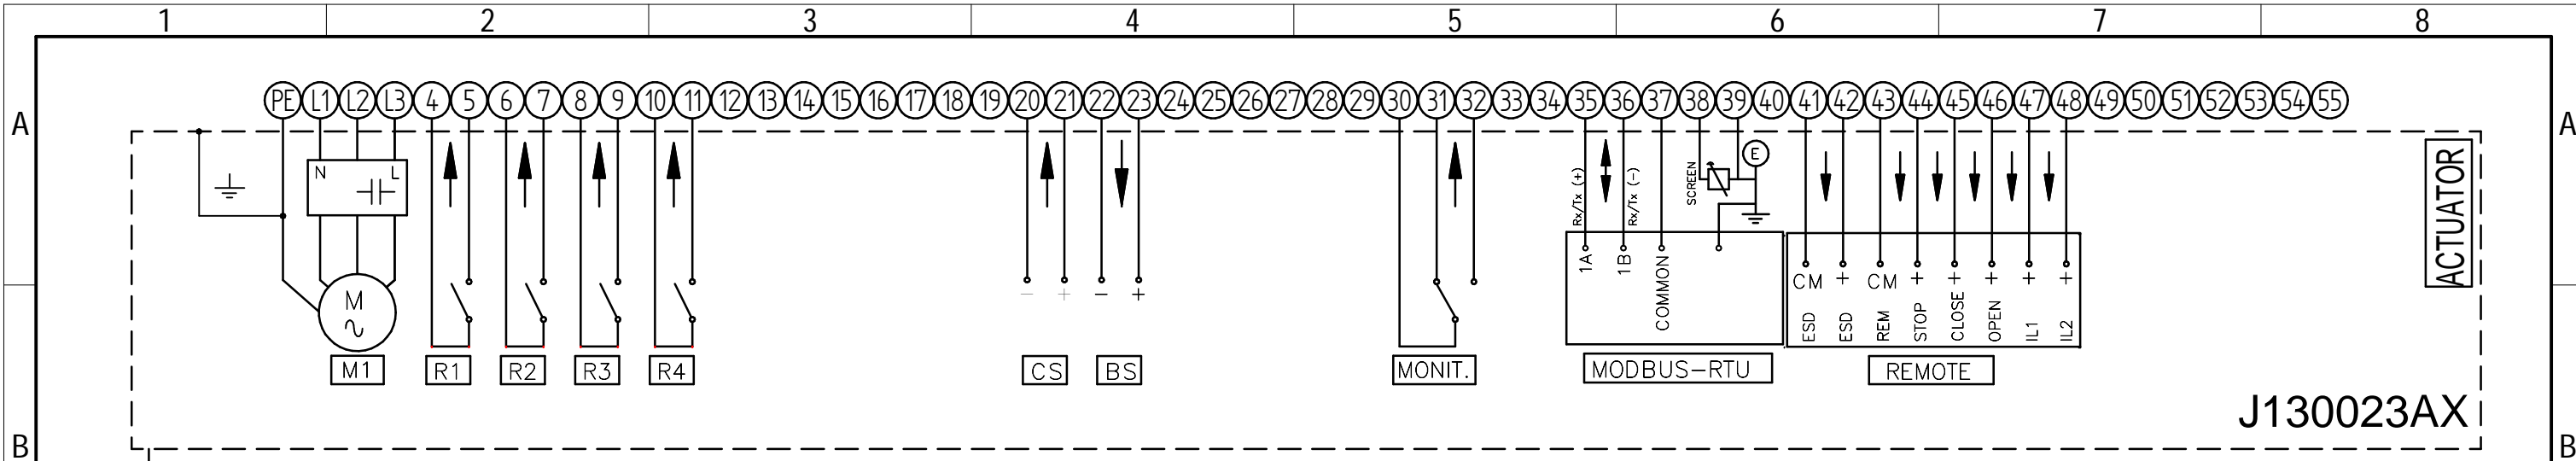 1 2 3 4 5 6 7 8
A A
PE L1 L2 L3 4 5 6 7 8 9 10 11 12 13 14 15 16 17 18 19 20 21 22 23 24 25 26 27 28 29 30 31 32 33 34 35 36 37 38 39 40 41 42 43 44 45 46 47 48 49 50 51 52 53 54 55
N L
Rx/Tx (+)
Rx/Tx (-)
SCREEN
E
ACTUATOR
1A
1B
COMMON
CM + CM + + + + +
ESD
ESD
REM
STOP
CLOSE
OPEN
IL1
IL2
- + - +
M
∿
M1 R1 R2 R3 R4 CS BS MONIT. MODBUS-RTU REMOTE
J130023AX
B B